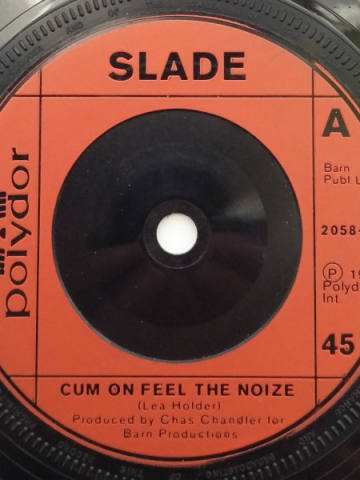 SLADE
A
polydor
Barn
Publ L
2058-
Ⓟ 19
Polyd
Int.
45
CUM ON FEEL THE NOIZE
(Lea Holder)
Produced by Chas Chandler for
Barn Productions